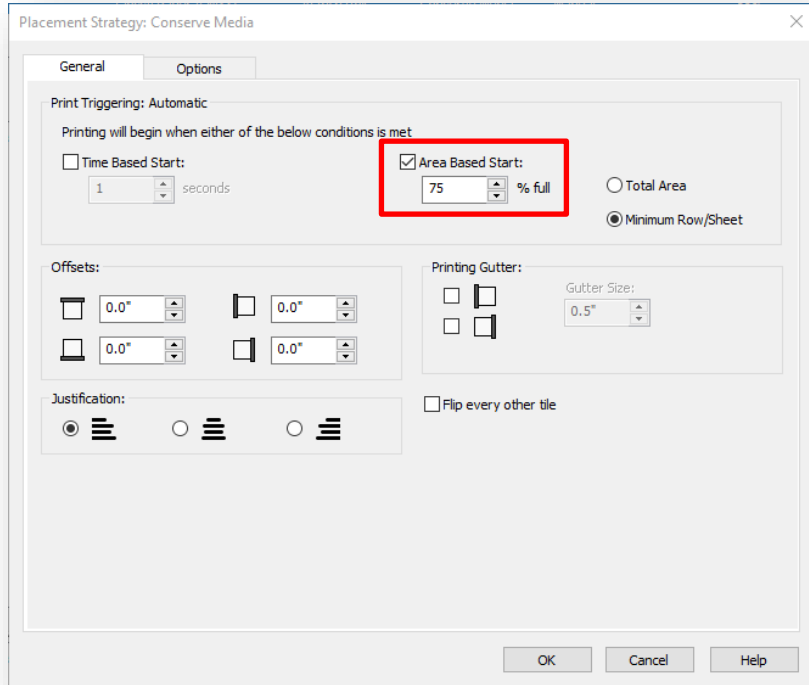 Placement Strategy: Conserve Media
General Options
Print Triggering: Automatic
Printing will begin when either of the below conditions is met
Time Based Start: Area Based Start:
1 seconds 75 % full Total Area
Minimum Row/Sheet
Offsets: Printing Gutter:
Gutter Size:
0.0" 0.0" 0.5"
0.0" 0.0"
Justification: Flip every other tile
OK Cancel Help